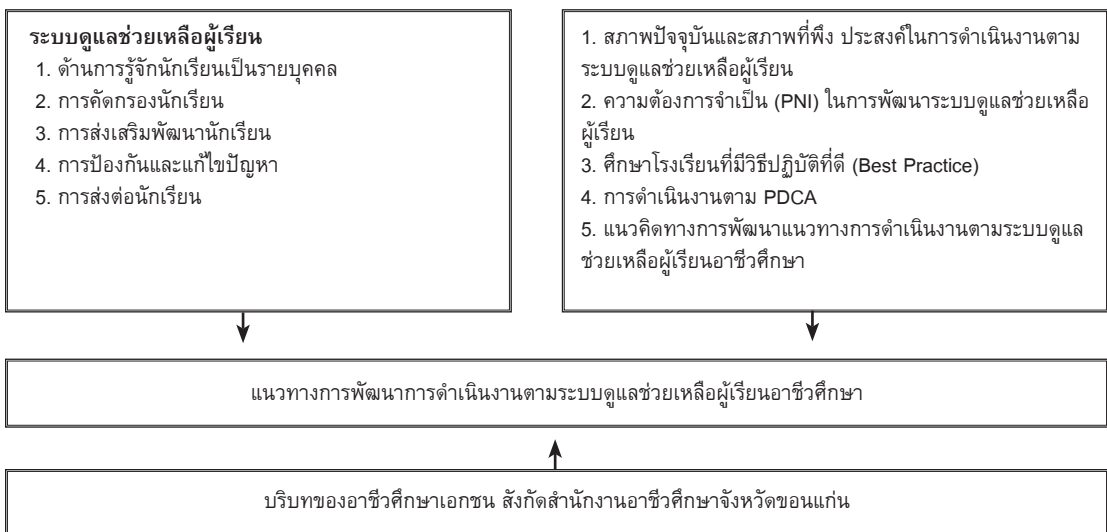 ระบบดูแลช่วยเหลือผู้เรียน
1. ด้านการรู้จักนักเรียนเป็นรายบุคคล
2. การคัดกรองนักเรียน
3. การส่งเสริมพัฒนานักเรียน
4. การป้องกันและแก้ไขปัญหา
5. การส่งต่อนักเรียน
1. สภาพปัจจุบันและสภาพที่พึง ประสงค์ในการดำเนินงานตาม
ระบบดูแลช่วยเหลือผู้เรียน
2. ความต้องการจำเป็น (PNI) ในการพัฒนาระบบดูแลช่วยเหลือ
ผู้เรียน
3. ศึกษาโรงเรียนที่มีวิธีปฏิบัติที่ดี (Best Practice)
4. การดำเนินงานตาม PDCA
5. แนวคิดทางการพัฒนาแนวทางการดำเนินงานตามระบบดูแล
ช่วยเหลือผู้เรียนอาชีวศึกษา
แนวทางการพัฒนาการดำเนินงานตามระบบดูแลช่วยเหลือผู้เรียนอาชีวศึกษา
บริบทของอาชีวศึกษาเอกชน สังกัดสำนักงานอาชีวศึกษาจังหวัดขอนแก่น